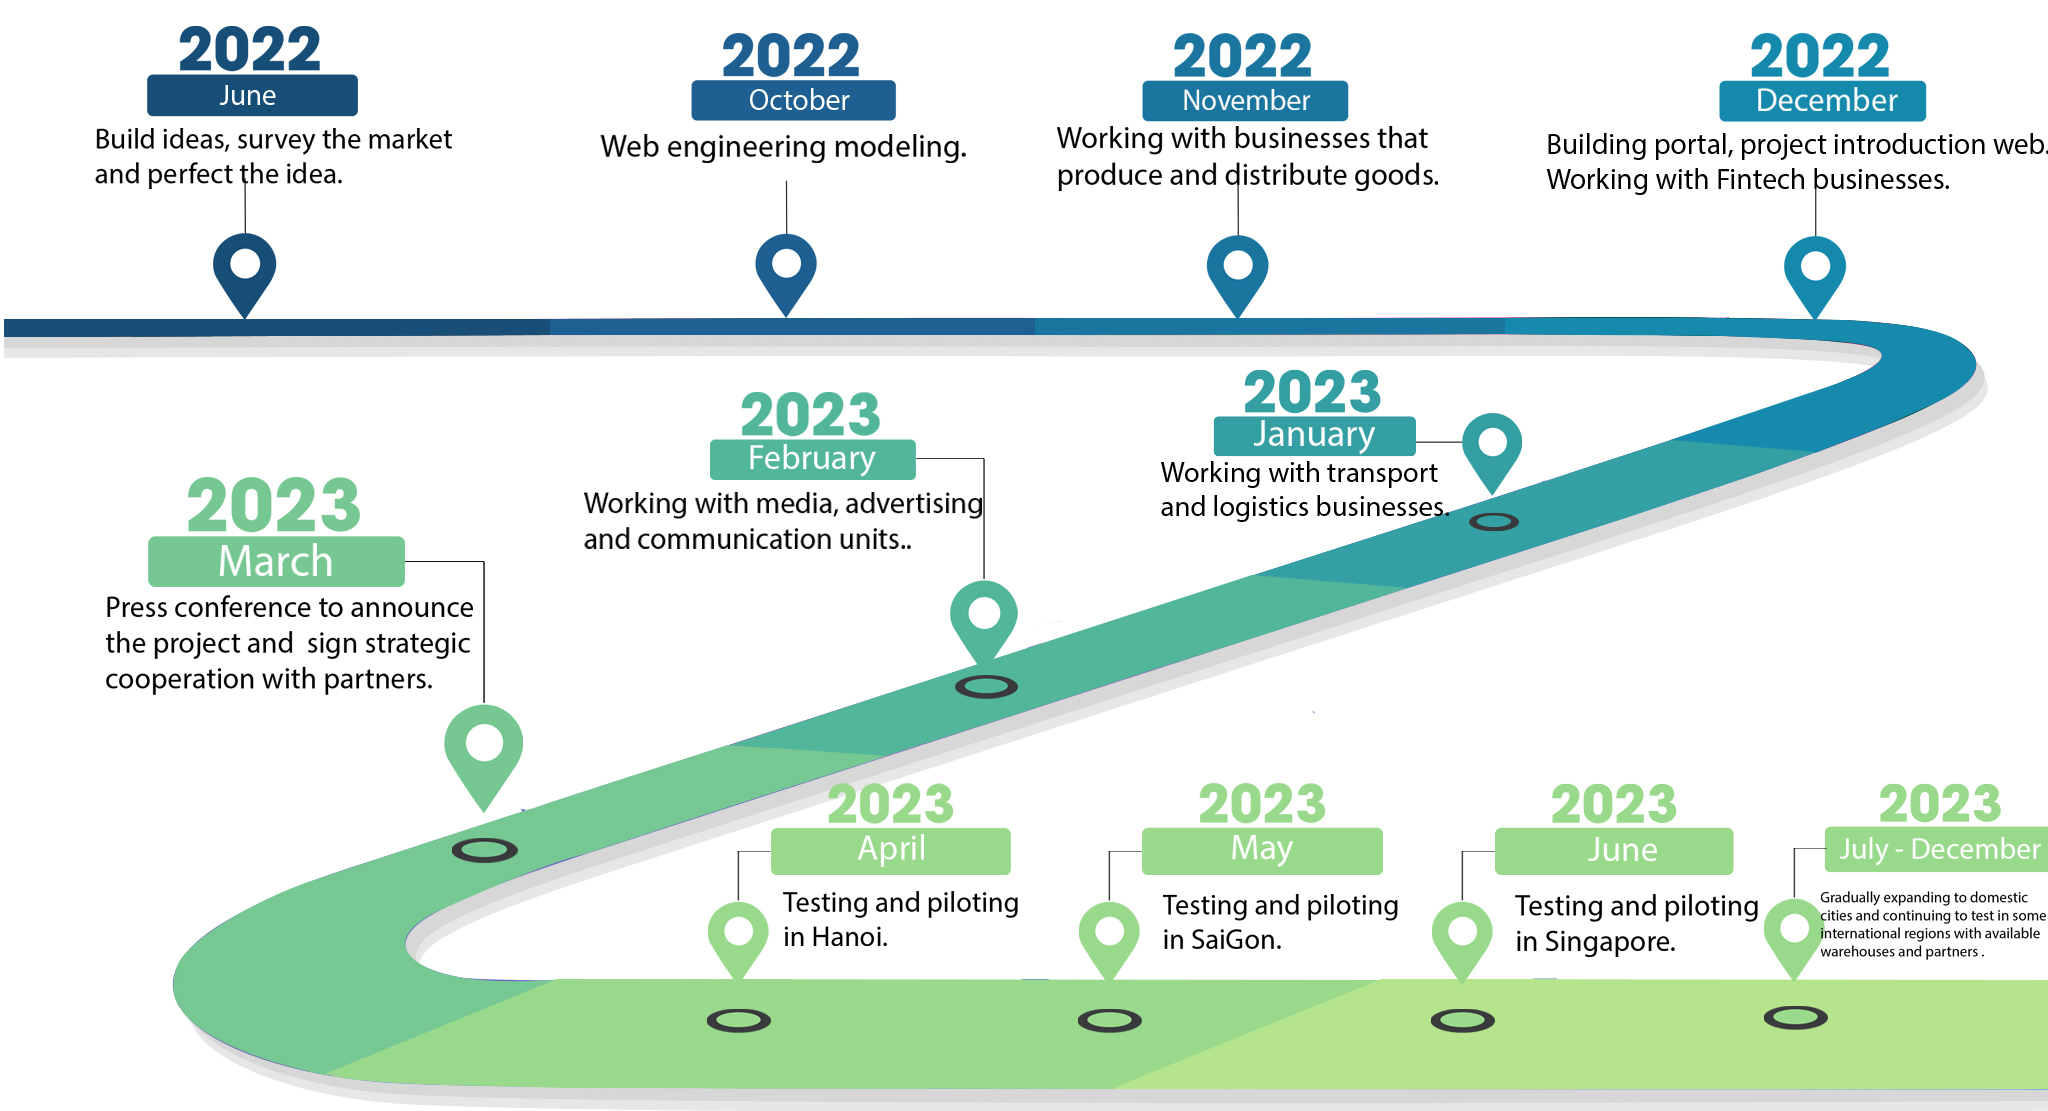 2022
June
Build ideas, survey the market
and perfect the idea.
2022
October
Web engineering modeling.
2022
November
Working with businesses that
produce and distribute goods.
2022
December
Building portal, project introduction web.
Working with Fintech businesses.
2023
January
Working with transport
and logistics businesses.
2023
February
Working with media, advertising
and communication units..
2023
March
Press conference to announce
the project and  sign strategic
cooperation with partners.
2023
April
Testing and piloting
in Hanoi.
2023
May
Testing and piloting
in SaiGon.
2023
June
Testing and piloting
in Singapore.
2023
July - December
Gradually expanding to domestic
cities and continuing to test in some
international regions with available
warehouses and partners .